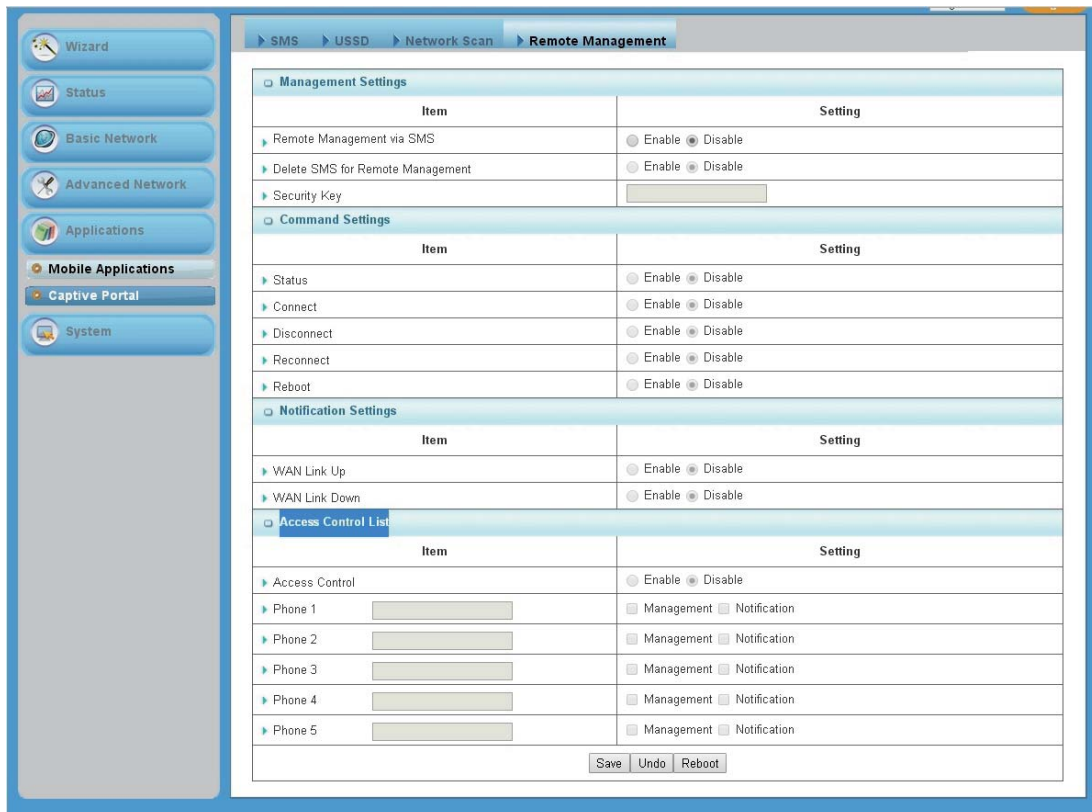 Wizard
Status
Basic Network
Advanced Network
Applications
Mobile Applications
Captive Portal
System
SMS USSD Network Scan Remote Management
Management Settings
Item Setting
Remote Management via SMS Enable Disable
Delete SMS for Remote Management Enable Disable
Security Key
Command Settings
Item Setting
Status Enable Disable
Connect Enable Disable
Disconnect Enable Disable
Reconnect Enable Disable
Reboot Enable Disable
Notification Settings
Item Setting
WAN Link Up Enable Disable
WAN Link Down Enable Disable
Access Control List
Item Setting
Access Control Enable Disable
Phone 1 Management Notification
Phone 2 Management Notification
Phone 3 Management Notification
Phone 4 Management Notification
Phone 5 Management Notification
Save Undo Reboot